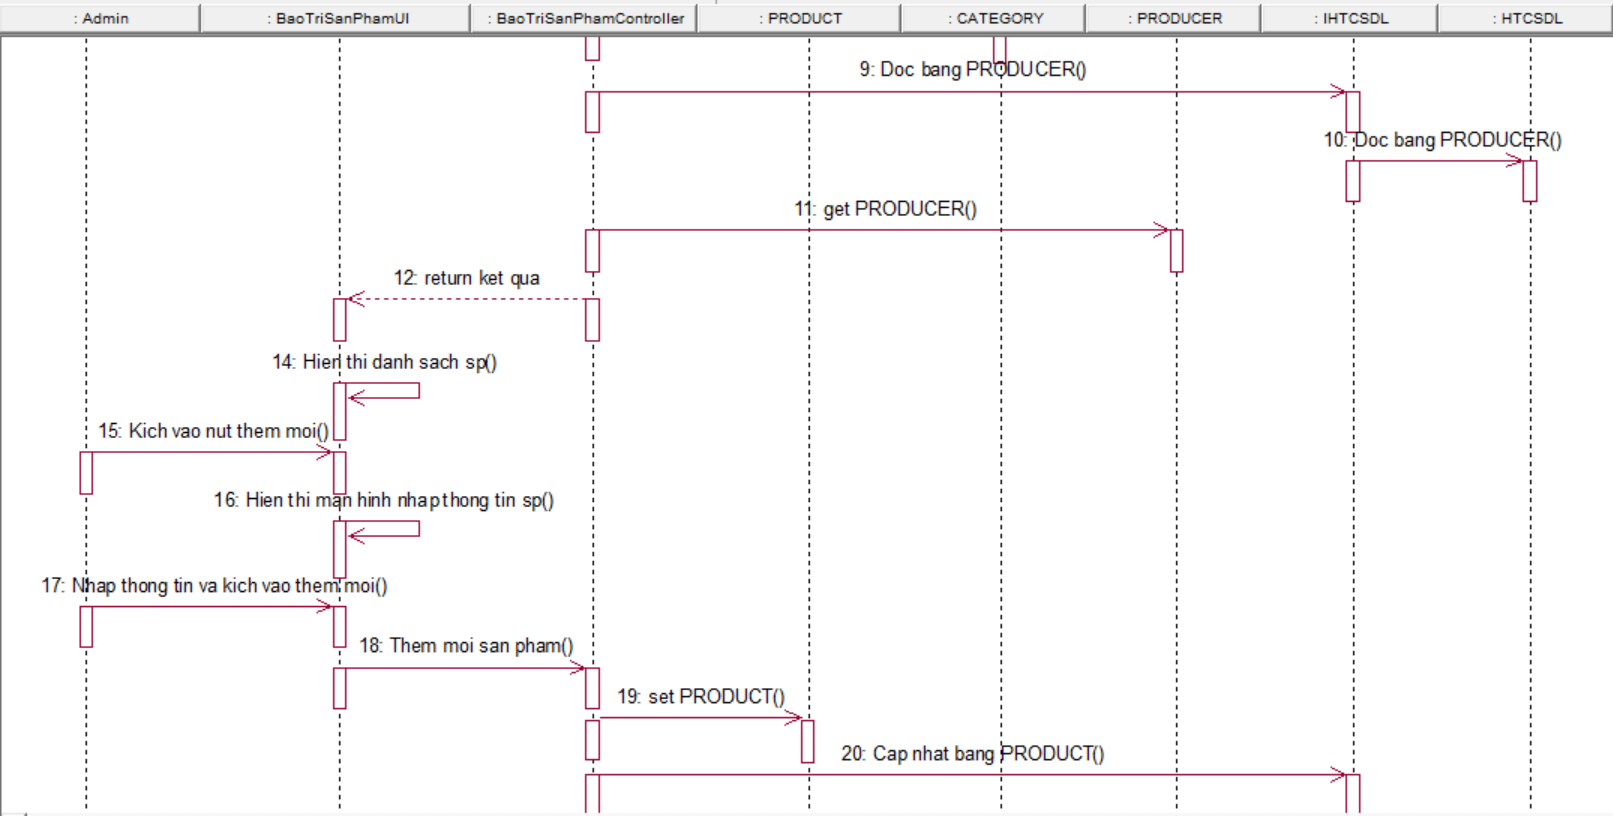 : Admin
: BaoTriSanPhamUI
: BaoTriSanPhamController
: PRODUCT
: CATEGORY
: PRODUCER
: IHTCSDL
: HTCSDL
9: Doc bang PRODUCER()
10: Doc bang PRODUCER()
11: get PRODUCER()
12: return ket qua
14: Hien thi danh sach sp()
15: Kich vao nut them moi()
16: Hien thi man hinh nhap thong tin sp()
17: Nhap thong tin va kich vao them moi()
18: Them moi san pham()
19: set PRODUCT()
20: Cap nhat bang PRODUCT()